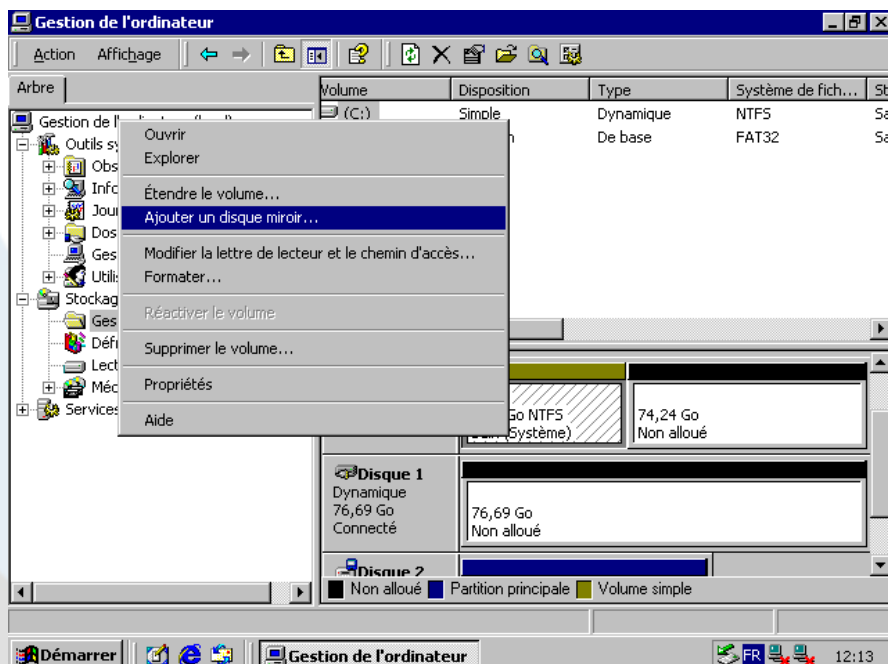 Gestion de l'ordinateur
Action Affichage
Arbre
Volume Disposition Type Système de fich... St
(C:) Simple Dynamique NTFS Sa
De base FAT32 Sa
Gestion de l'
Outils sy
Obs
Info
Jour
Dos
Ges
Utili
Stockag
Ges
Défr
Lect
Méc
Services
Ouvrir
Explorer
Étendre le volume...
Ajouter un disque miroir...
Modifier la lettre de lecteur et le chemin d'accès...
Formater...
Réactiver le volume
Supprimer le volume...
Propriétés
Aide
Go NTFS
(Système)
74,24 Go
Non alloué
Disque 1
Dynamique
76,69 Go
Connecté
76,69 Go
Non alloué
Disque 2
Non alloué Partition principale Volume simple
Démarrer Gestion de l'ordinateur FR 12:13